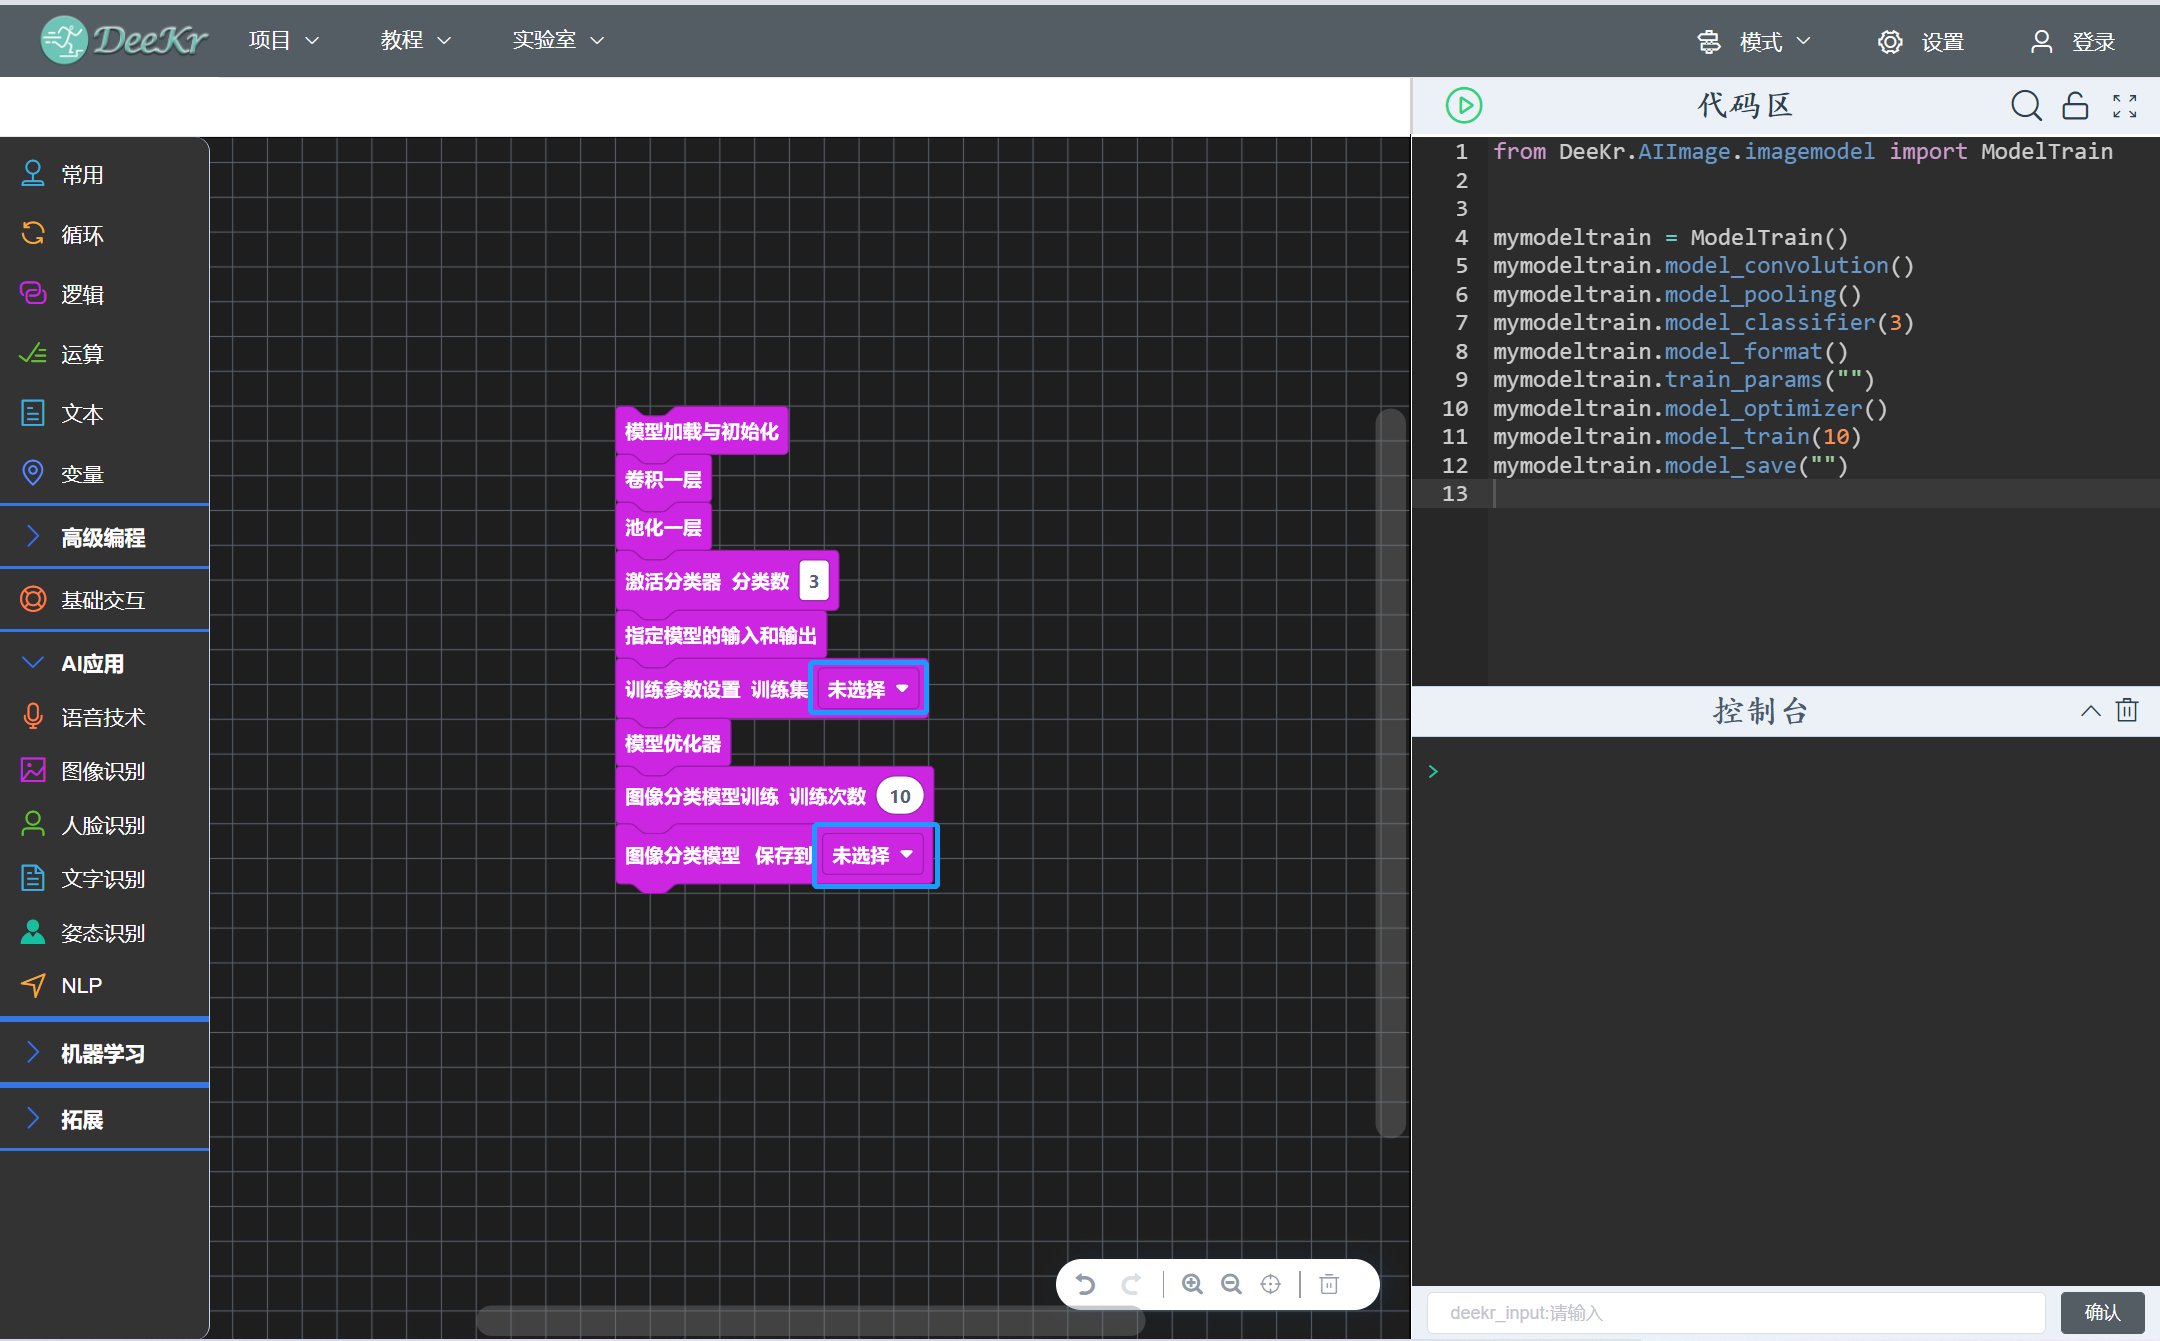 DeeKr 项目 教程 实验室 模式 设置 登录
代码区
常用
循环
逻辑
运算
文本
变量
高级编程
基础交互
AI应用
语音技术
图像识别
人脸识别
文字识别
姿态识别
NLP
机器学习
拓展
模型加载与初始化
卷积一层
池化一层
激活分类器 分类数 3
指定模型的输入和输出
训练参数设置 训练集 未选择
模型优化器
图像分类模型训练 训练次数 10
图像分类模型 保存到 未选择
1 from DeeKr.AIImage.imagemodel import ModelTrain
2
3
4 mymodeltrain = ModelTrain()
5 mymodeltrain.model_convolution()
6 mymodeltrain.model_pooling()
7 mymodeltrain.model_classifier(3)
8 mymodeltrain.model_format()
9 mymodeltrain.train_params("")
10 mymodeltrain.model_optimizer()
11 mymodeltrain.model_train(10)
12 mymodeltrain.model_save("")
13
控制台
>
deekr_input:请输入 确认